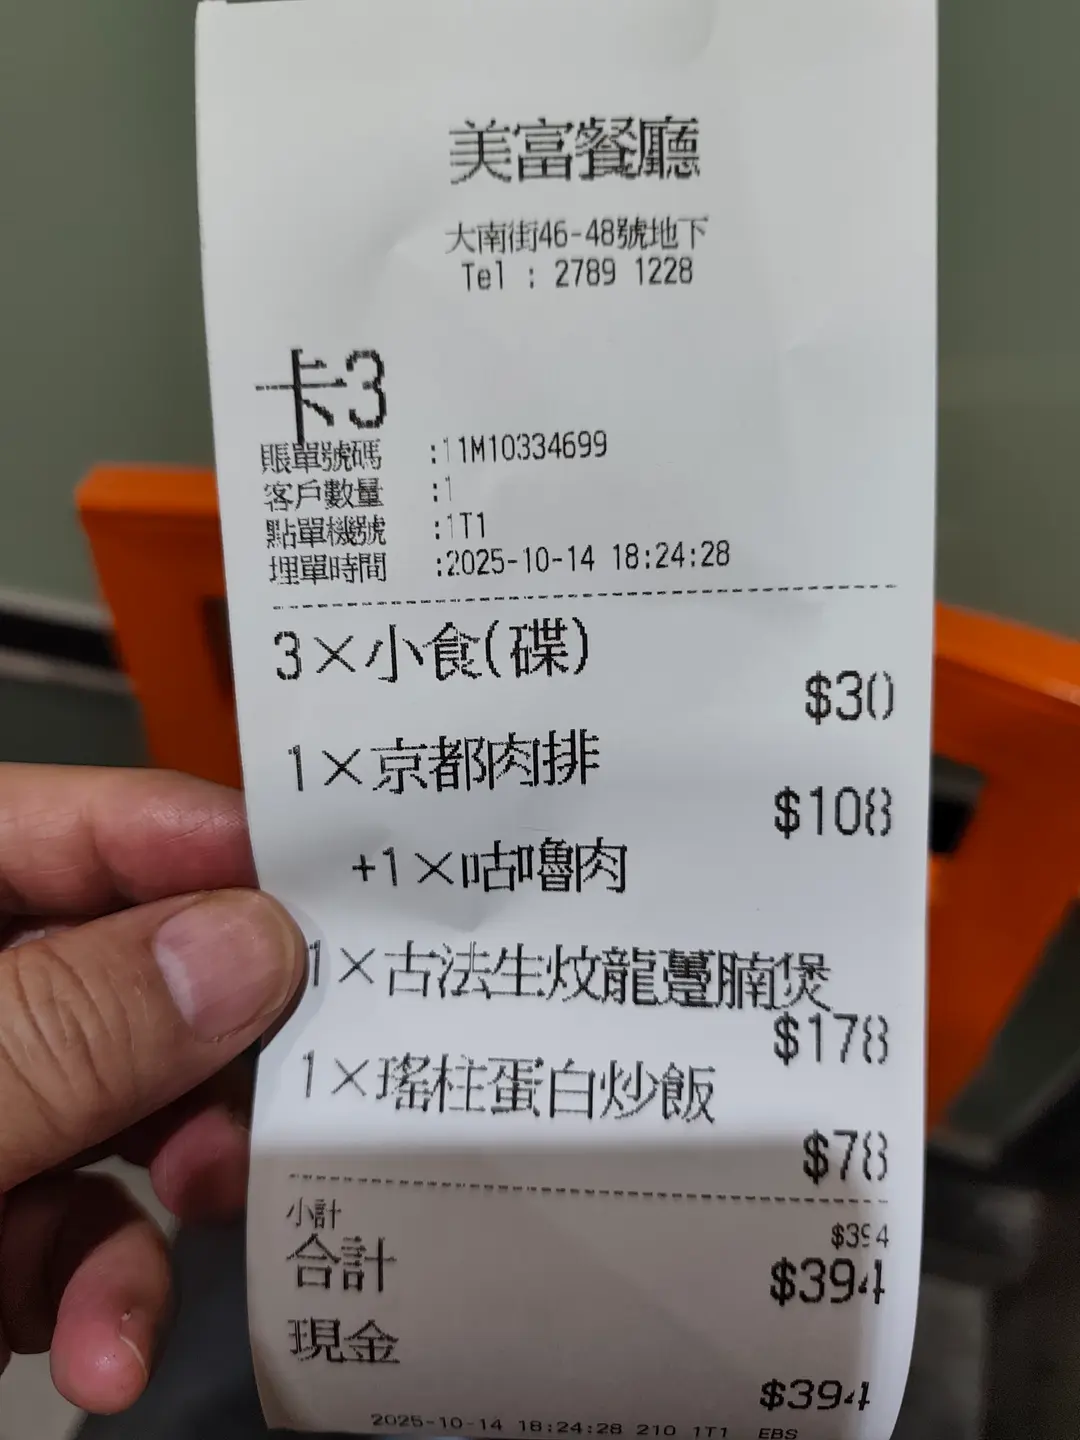 美富餐廳
大南街46-48號地下
Tel : 2789 1228
卡3
賬單號碼 :11M10334699
客戶數量 :1
點單機號 :1T1
埋單時間 :2025-10-14 18:24:28
3×小食(碟)
$30
1×京都肉排
$108
+1×咕嚕肉
1×古法生炆龍躉腩煲
$178
1×瑤柱蛋白炒飯
$78
小計 $394
合計 $394
現金
$394
2025-10-14 18:24:28 210 1T1 EBS